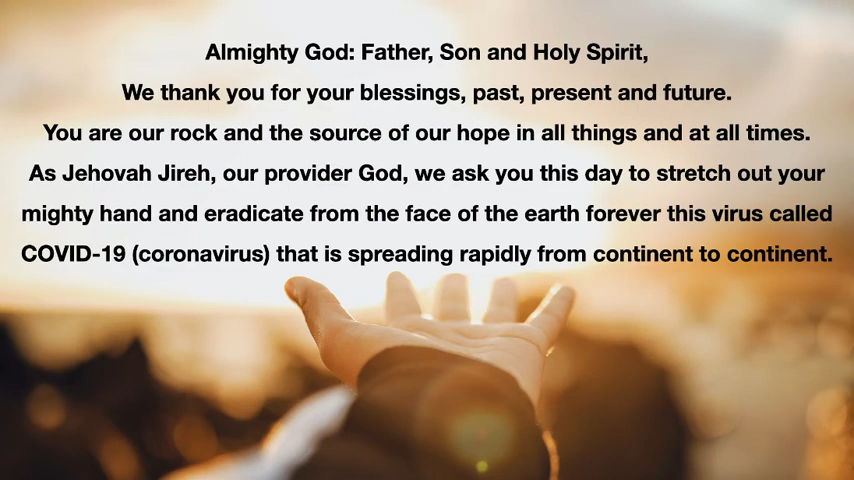 Almighty God: Father, Son and Holy Spirit,
We thank you for your blessings, past, present and future.
You are our rock and the source of our hope in all things and at all times.
As Jehovah Jireh, our provider God, we ask you this day to stretch out your
mighty hand and eradicate from the face of the earth forever this virus called
COVID-19 (coronavirus) that is spreading rapidly from continent to continent.